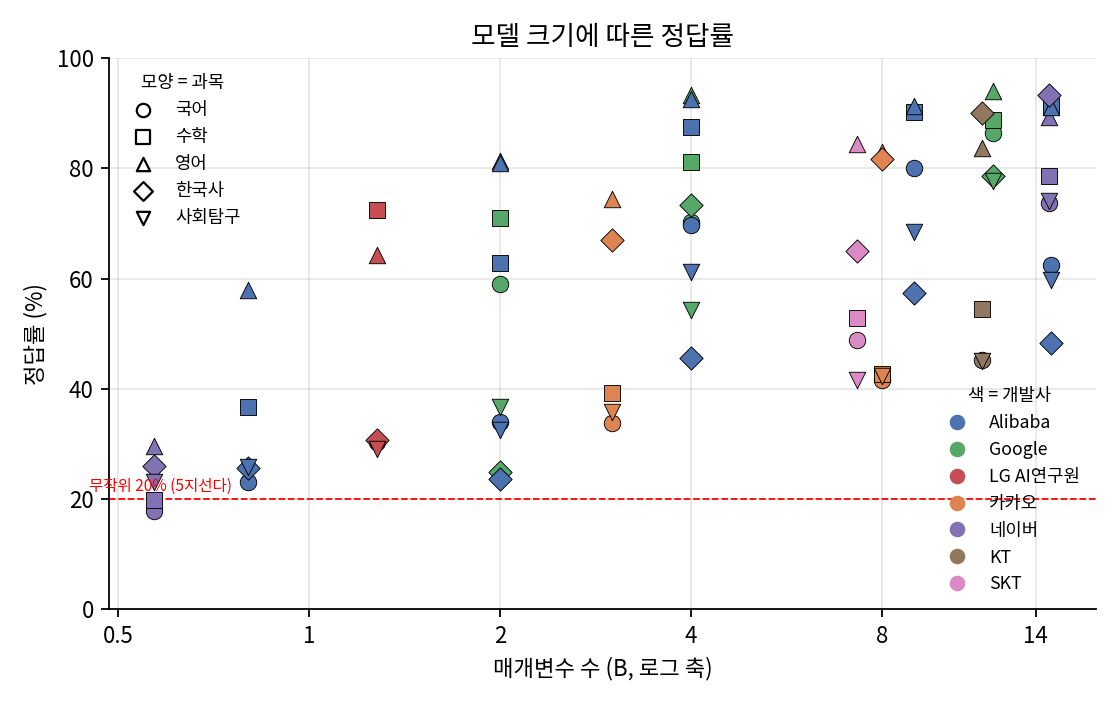 모델 크기에 따른 정답률
정답률 (%)
100
80
60
40
20
0
모양 = 과목
국어
수학
영어
한국사
사회탐구
무작위 20% (5지선다)
색 = 개발사
Alibaba
Google
LG AI연구원
카카오
네이버
KT
SKT
0.5 1 2 4 8 14
매개변수 수 (B, 로그 축)